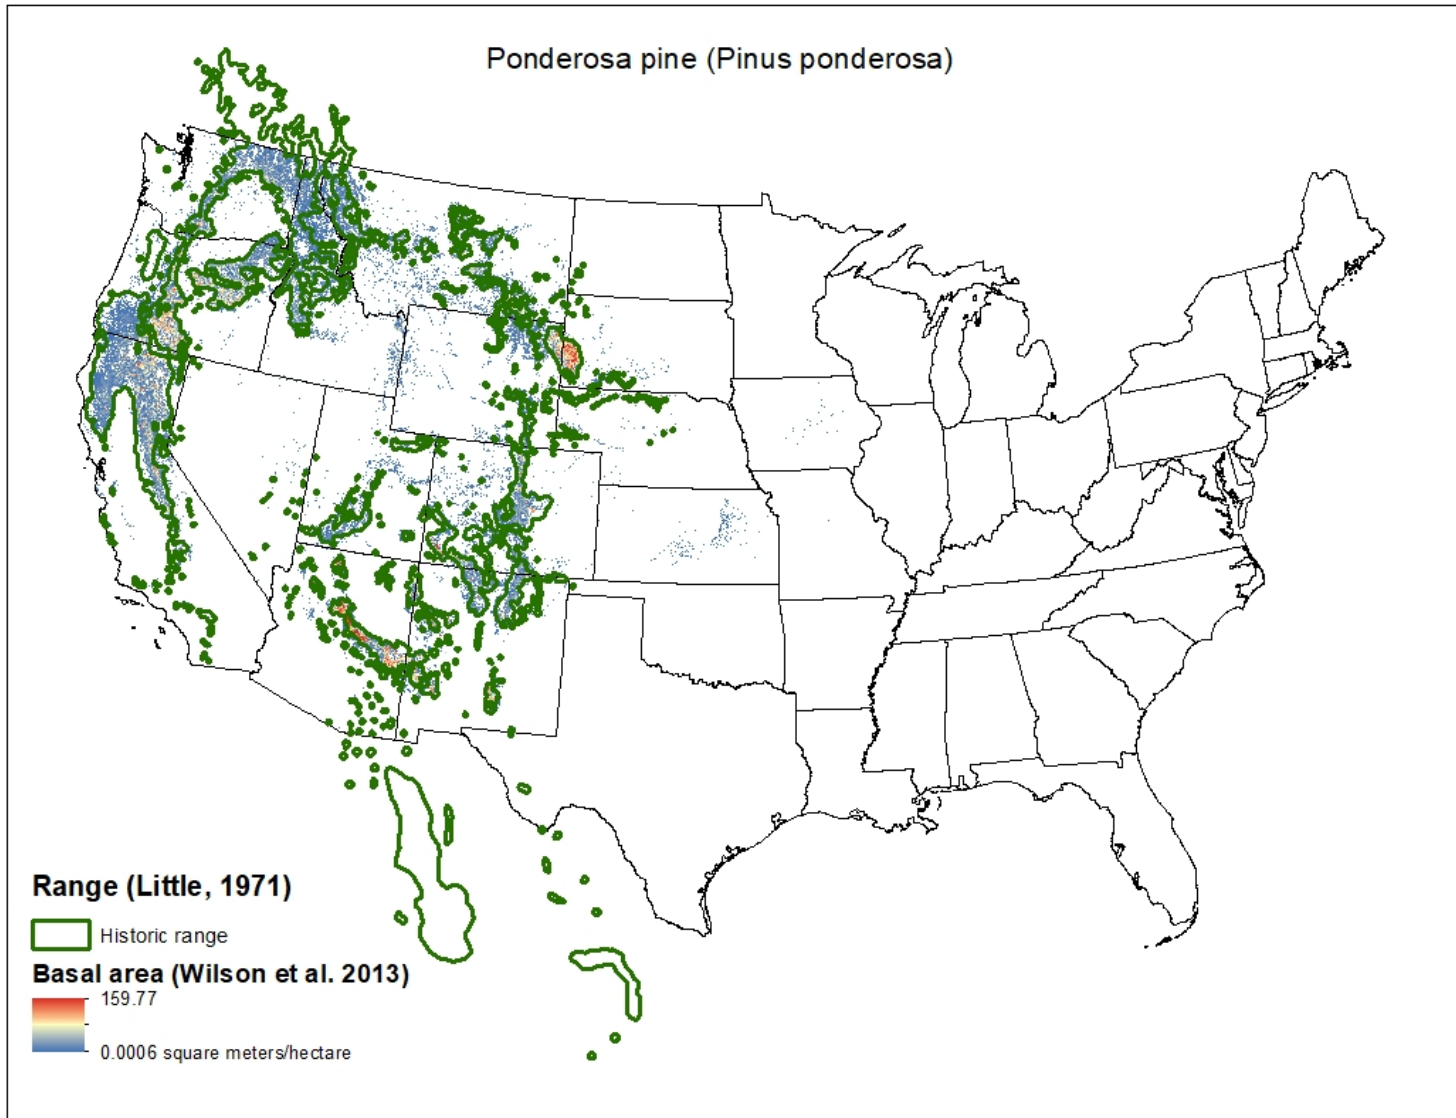 Ponderosa pine (Pinus ponderosa)
Range (Little, 1971)
Historic range
Basal area (Wilson et al. 2013)
159.77
0.0006 square meters/hectare